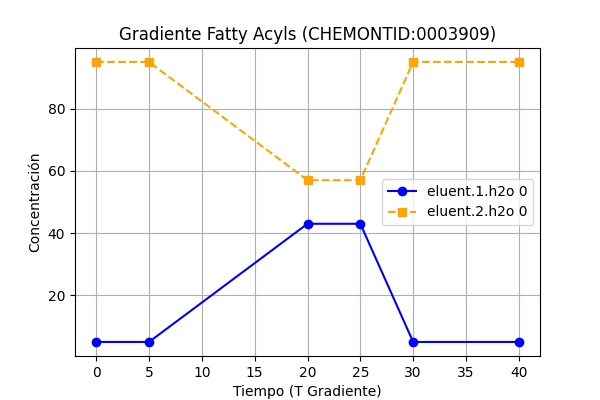 Gradiente Fatty Acyls (CHEMONTID:0003909)
Concentración
80
60
40
20
eluent.1.h2o 0
eluent.2.h2o 0
0 5 10 15 20 25 30 35 40
Tiempo (T Gradiente)